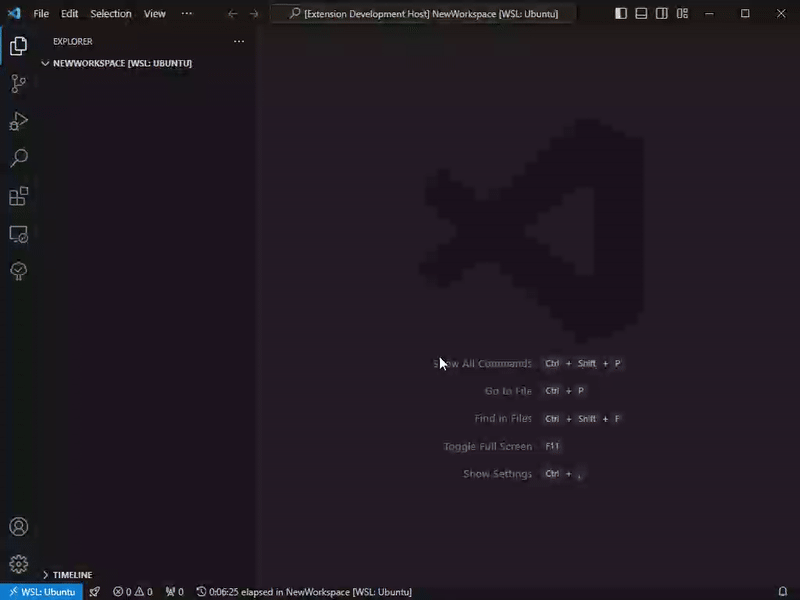 File Edit Selection View ··· [Extension Development Host] NewWorkspace [WSL: Ubuntu]
EXPLORER ···
NEWWORKSPACE [WSL: UBUNTU]
Show All Commands Ctrl + Shift + P
Go to File Ctrl + P
Find in Files Ctrl + Shift + F
Toggle Full Screen F11
Show Settings Ctrl + ,
TIMELINE
WSL: Ubuntu 0 0 0 0:06:25 elapsed in NewWorkspace [WSL: Ubuntu]